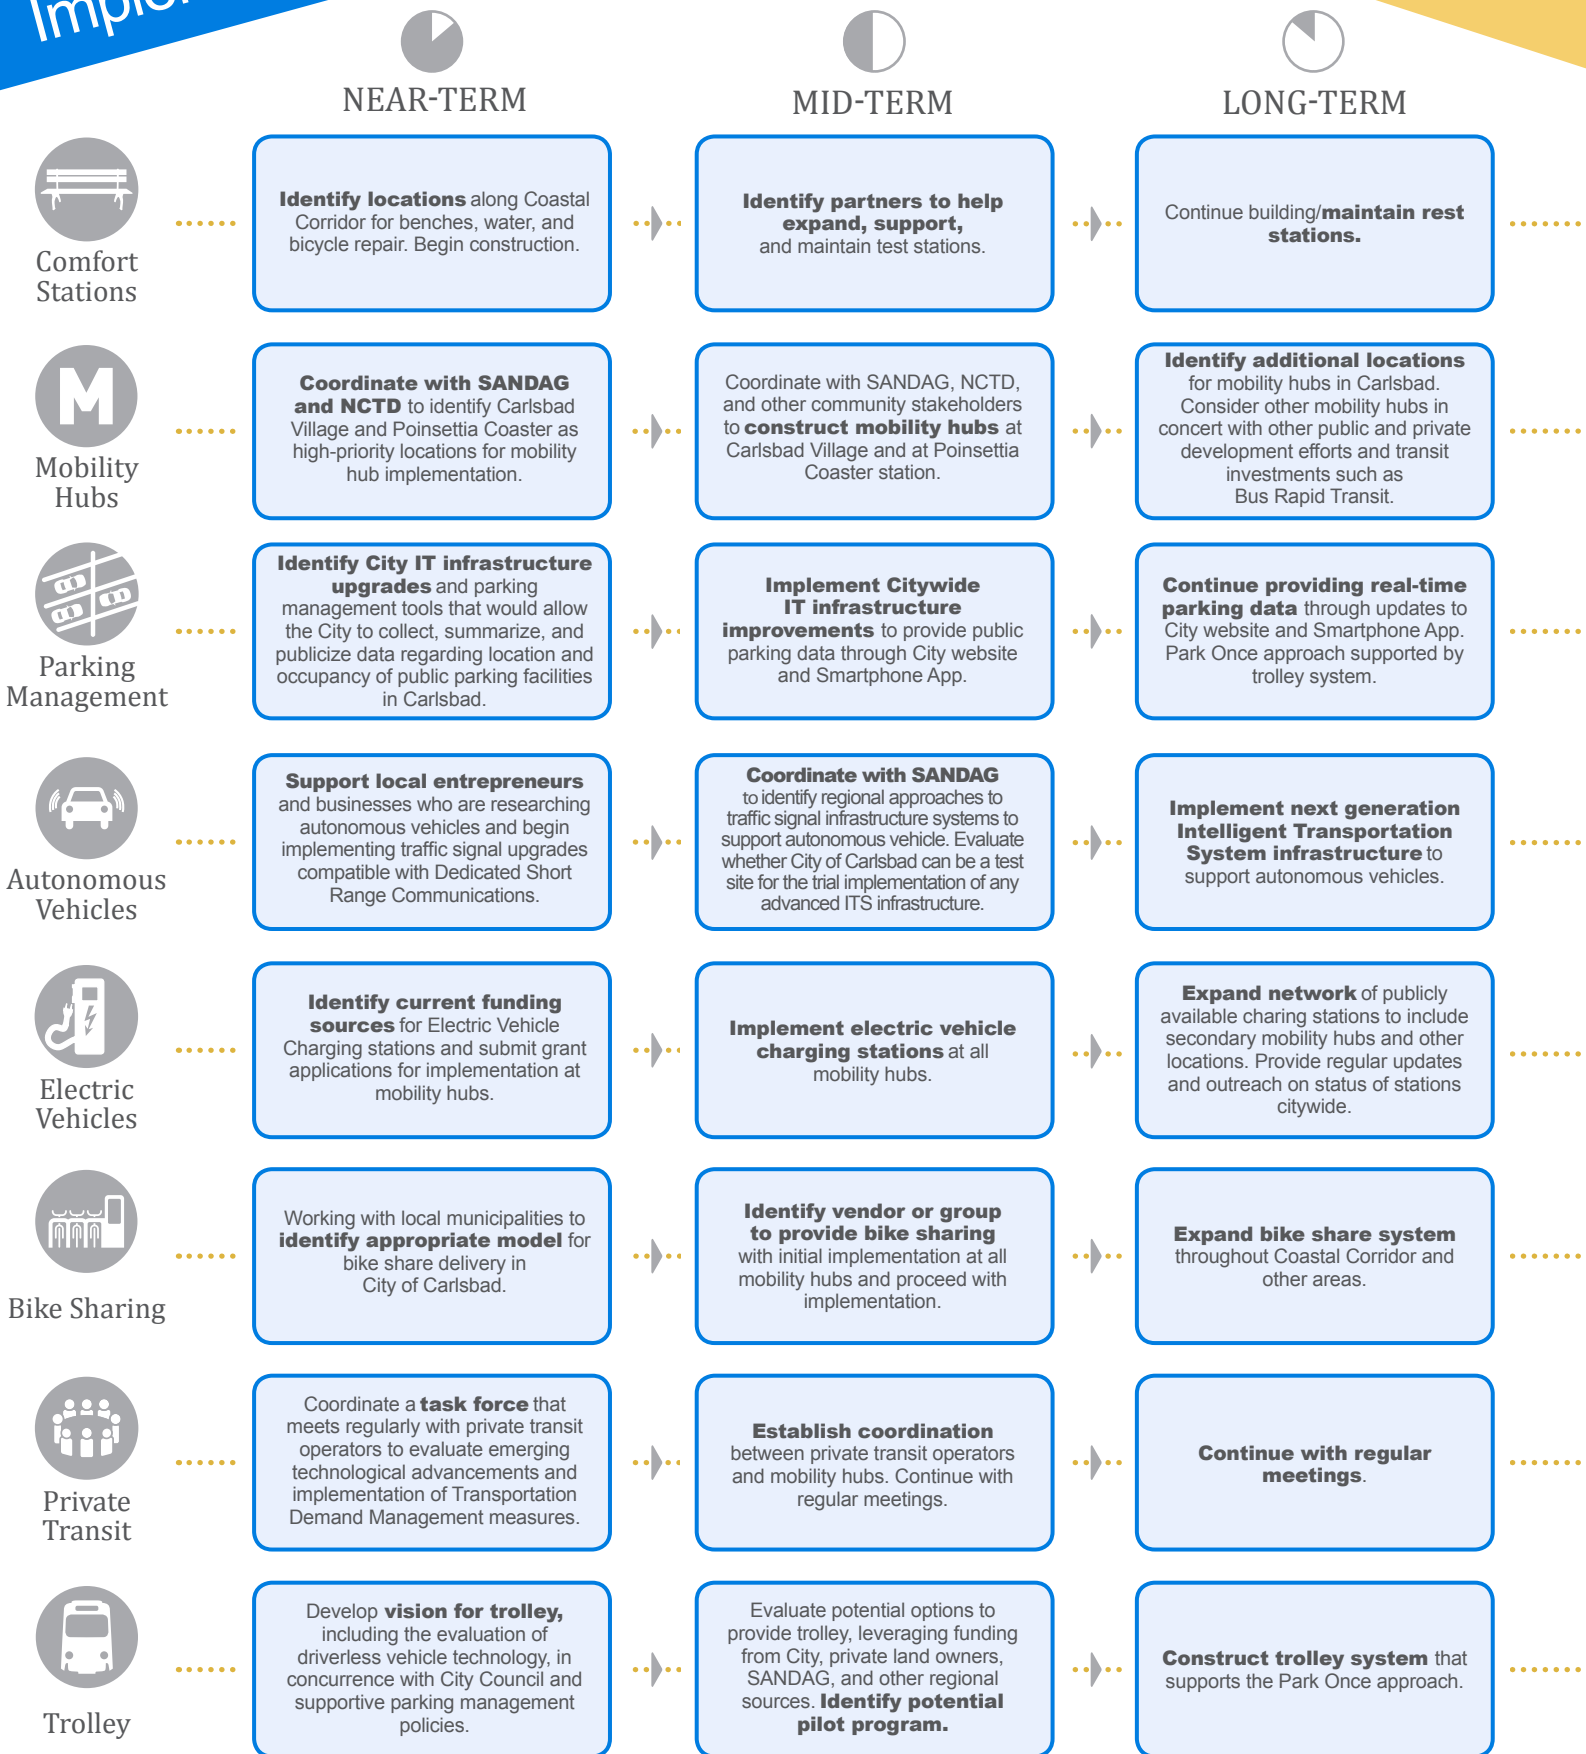 NEAR-TERM
MID-TERM
LONG-TERM
Comfort
Stations
Identify locations along Coastal
Corridor for benches, water, and
bicycle repair. Begin construction.
Identify partners to help
expand, support,
and maintain test stations.
Continue building/maintain rest
stations.
M
Mobility
Hubs
Coordinate with SANDAG
and NCTD to identify Carlsbad
Village and Poinsettia Coaster as
high-priority locations for mobility
hub implementation.
Coordinate with SANDAG, NCTD,
and other community stakeholders
to construct mobility hubs at
Carlsbad Village and at Poinsettia
Coaster station.
Identify additional locations
for mobility hubs in Carlsbad.
Consider other mobility hubs in
concert with other public and private
development efforts and transit
investments such as
Bus Rapid Transit.
Parking
Management
Identify City IT infrastructure
upgrades and parking
management tools that would allow
the City to collect, summarize, and
publicize data regarding location and
occupancy of public parking facilities
in Carlsbad.
Implement Citywide
IT infrastructure
improvements to provide public
parking data through City website
and Smartphone App.
Continue providing real-time
parking data through updates to
City website and Smartphone App.
Park Once approach supported by
trolley system.
Autonomous
Vehicles
Support local entrepreneurs
and businesses who are researching
autonomous vehicles and begin
implementing traffic signal upgrades
compatible with Dedicated Short
Range Communications.
Coordinate with SANDAG
to identify regional approaches to
traffic signal infrastructure systems to
support autonomous vehicle. Evaluate
whether City of Carlsbad can be a test
site for the trial implementation of any
advanced ITS infrastructure.
Implement next generation
Intelligent Transportation
System infrastructure to
support autonomous vehicles.
Electric
Vehicles
Identify current funding
sources for Electric Vehicle
Charging stations and submit grant
applications for implementation at
mobility hubs.
Implement electric vehicle
charging stations at all
mobility hubs.
Expand network of publicly
available charing stations to include
secondary mobility hubs and other
locations. Provide regular updates
and outreach on status of stations
citywide.
Bike Sharing
Working with local municipalities to
identify appropriate model for
bike share delivery in
City of Carlsbad.
Identify vendor or group
to provide bike sharing
with initial implementation at all
mobility hubs and proceed with
implementation.
Expand bike share system
throughout Coastal Corridor and
other areas.
Private
Transit
Coordinate a task force that
meets regularly with private transit
operators to evaluate emerging
technological advancements and
implementation of Transportation
Demand Management measures.
Establish coordination
between private transit operators
and mobility hubs. Continue with
regular meetings.
Continue with regular
meetings.
Trolley
Develop vision for trolley,
including the evaluation of
driverless vehicle technology, in
concurrence with City Council and
supportive parking management
policies.
Evaluate potential options to
provide trolley, leveraging funding
from City, private land owners,
SANDAG, and other regional
sources. Identify potential
pilot program.
Construct trolley system that
supports the Park Once approach.